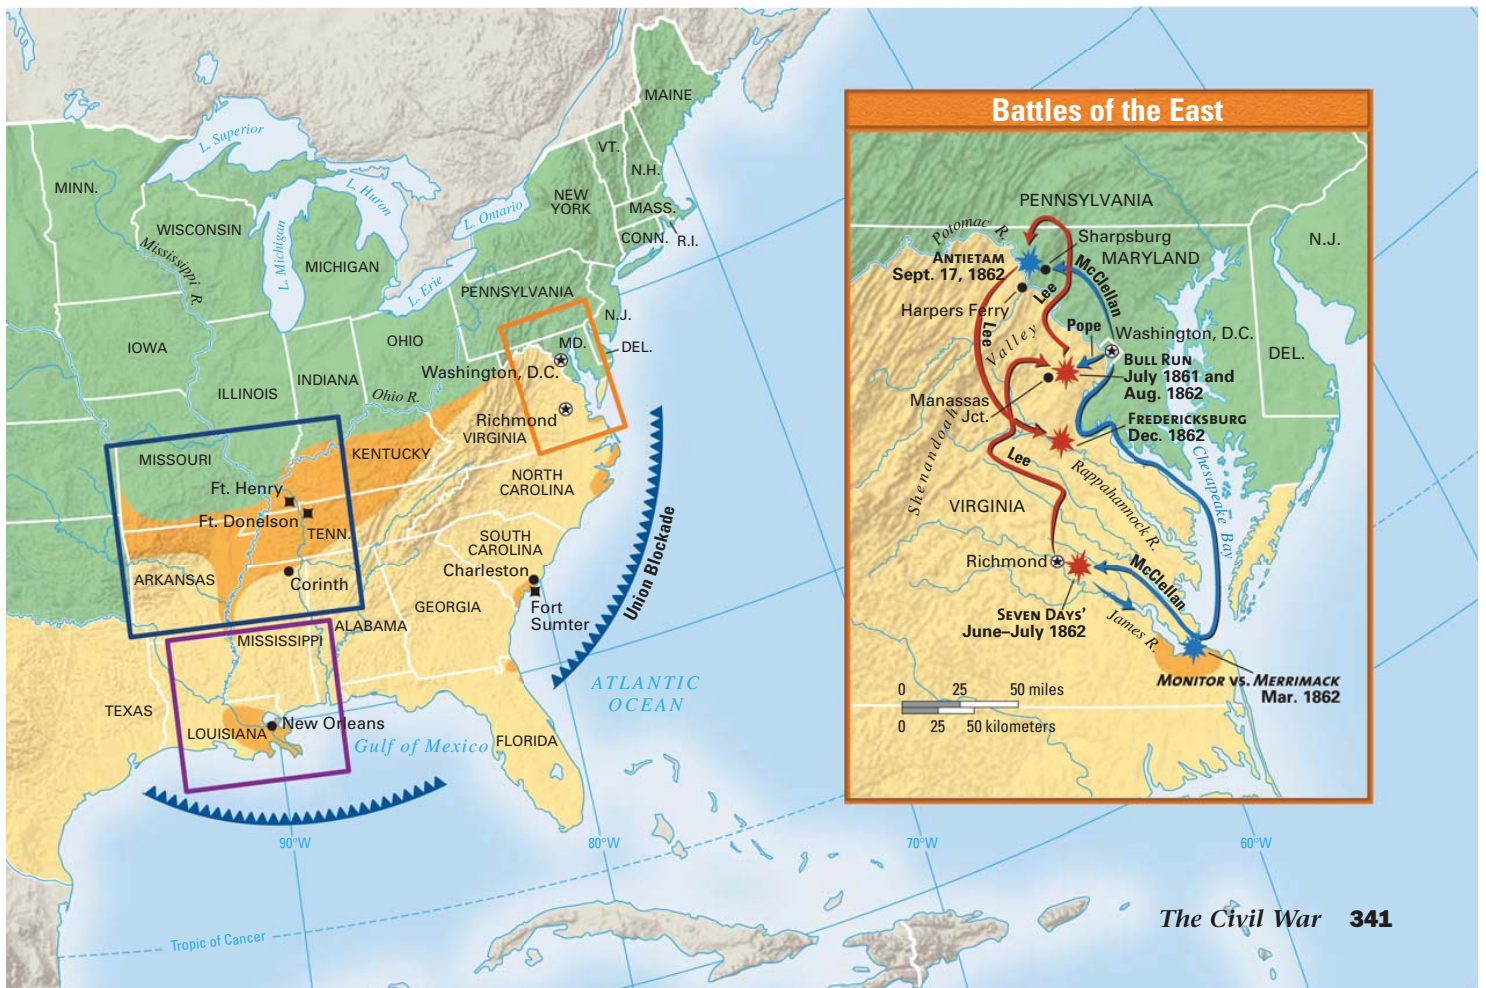 MAINE
VT.
N.H.
NEW
YORK
MASS.
CONN.
R.I.
L. Superior
L. Huron
L. Ontario
L. Michigan
L. Erie
MINN.
WISCONSIN
Mississippi R.
MICHIGAN
PENNSYLVANIA
N.J.
IOWA
OHIO
MD.
DEL.
Washington, D.C.
ILLINOIS
INDIANA
Ohio R.
Richmond
VIRGINIA
MISSOURI
KENTUCKY
Ft. Henry
NORTH
CAROLINA
Ft. Donelson
TENN.
SOUTH
CAROLINA
ARKANSAS
Corinth
Charleston
GEORGIA
Fort
Sumter
Union Blockade
ALABAMA
MISSISSIPPI
ATLANTIC
OCEAN
TEXAS
LOUISIANA
New Orleans
Gulf of Mexico
FLORIDA
90°W
80°W
70°W
60°W
Tropic of Cancer
Battles of the East
PENNSYLVANIA
Potomac R.
Sharpsburg
MARYLAND
N.J.
ANTIETAM
Sept. 17, 1862
McClellan
Harpers Ferry
Lee
Lee
Valley
Pope
Washington, D.C.
DEL.
BULL RUN
July 1861 and
Aug. 1862
Manassas
Jct.
FREDERICKSBURG
Dec. 1862
Shenandoah
Lee
Rappahannock R.
Chesapeake Bay
VIRGINIA
Richmond
McClellan
SEVEN DAYS'
June–July 1862
James R.
MONITOR VS. MERRIMACK
Mar. 1862
0 25 50 miles
0 25 50 kilometers
The Civil War 341